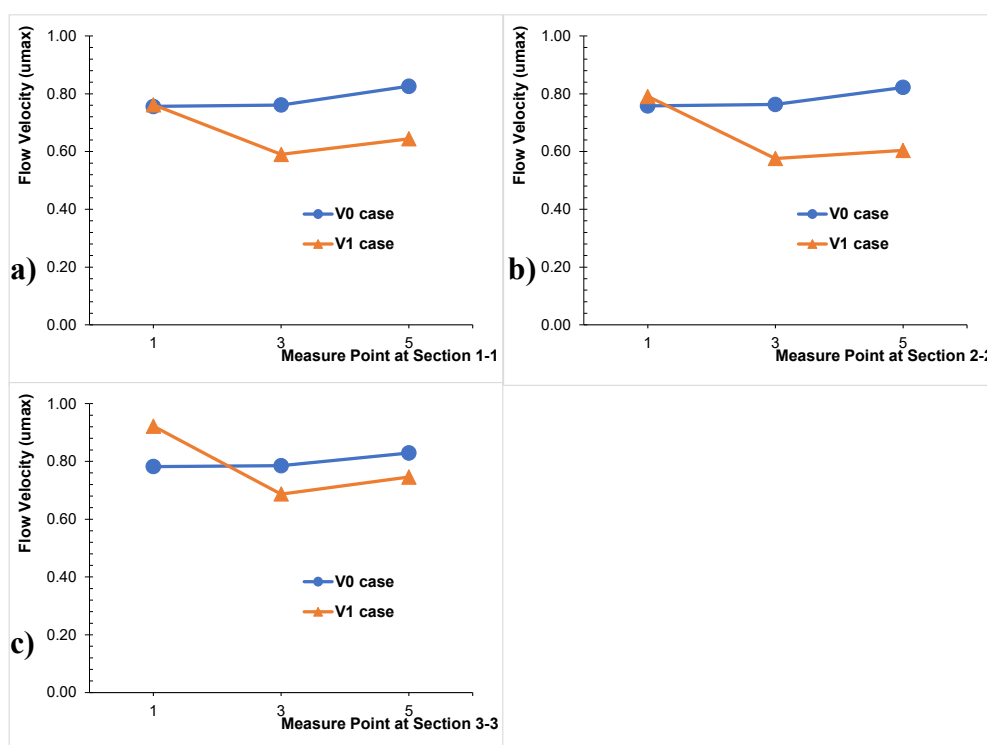 a)
Flow Velocity (umax)
1.00
0.80
0.60
0.40
0.20
0.00
V0 case
V1 case
1
3
5
Measure Point at Section 1-1
b)
Flow Velocity (umax)
1.00
0.80
0.60
0.40
0.20
0.00
V0 case
V1 case
1
3
5
Measure Point at Section 2-2
c)
Flow Velocity (umax)
1.00
0.80
0.60
0.40
0.20
0.00
V0 case
V1 case
1
3
5
Measure Point at Section 3-3